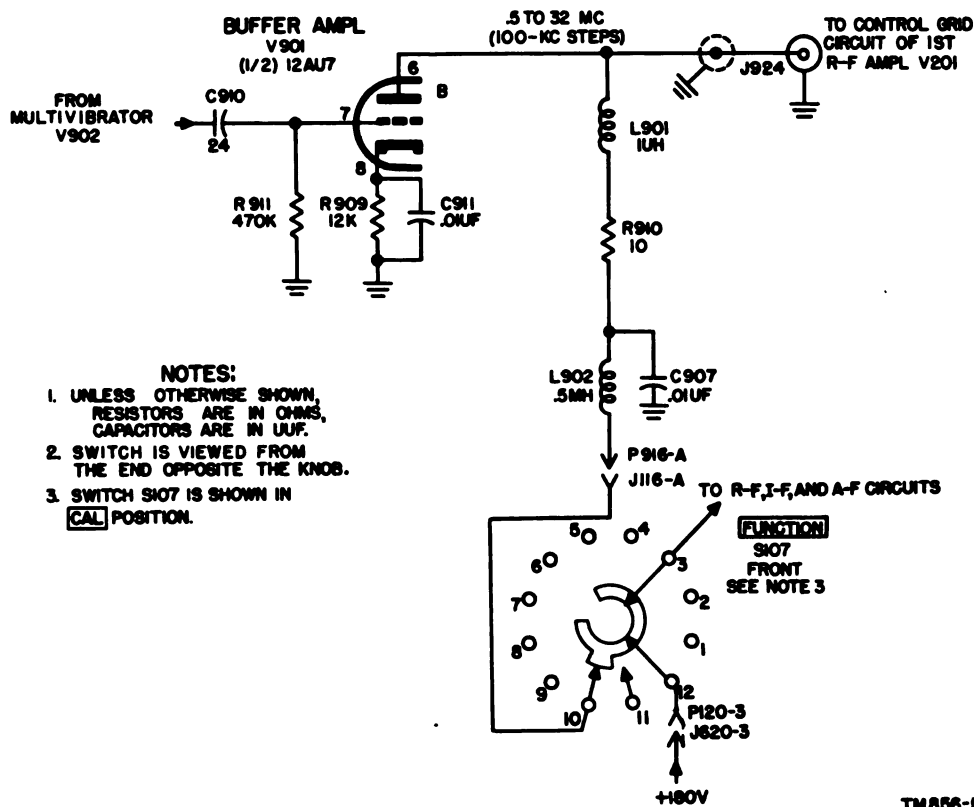 BUFFER AMPL
V901
(1/2) 12AU7
.5 TO 32 MC
(100-KC STEPS)
TO CONTROL GRID
CIRCUIT OF 1ST
R-F AMPL V201
J924
FROM
MULTIVIBRATOR
V902
C910
24
6
B
7
8
R911
470K
R909
12K
C911
.01UF
L901
1UH
R910
10
L902
.5MH
C907
.01UF
NOTES:
1. UNLESS OTHERWISE SHOWN,
RESISTORS ARE IN OHMS,
CAPACITORS ARE IN UUF.
2. SWITCH IS VIEWED FROM
THE END OPPOSITE THE KNOB.
3. SWITCH S107 IS SHOWN IN
CAL POSITION.
P916-A
J116-A
TO R-F, I-F, AND A-F CIRCUITS
FUNCTION
S107
FRONT
SEE NOTE 3
5
4
6
3
7
2
8
1
9
12
10
11
P120-3
J620-3
+180V